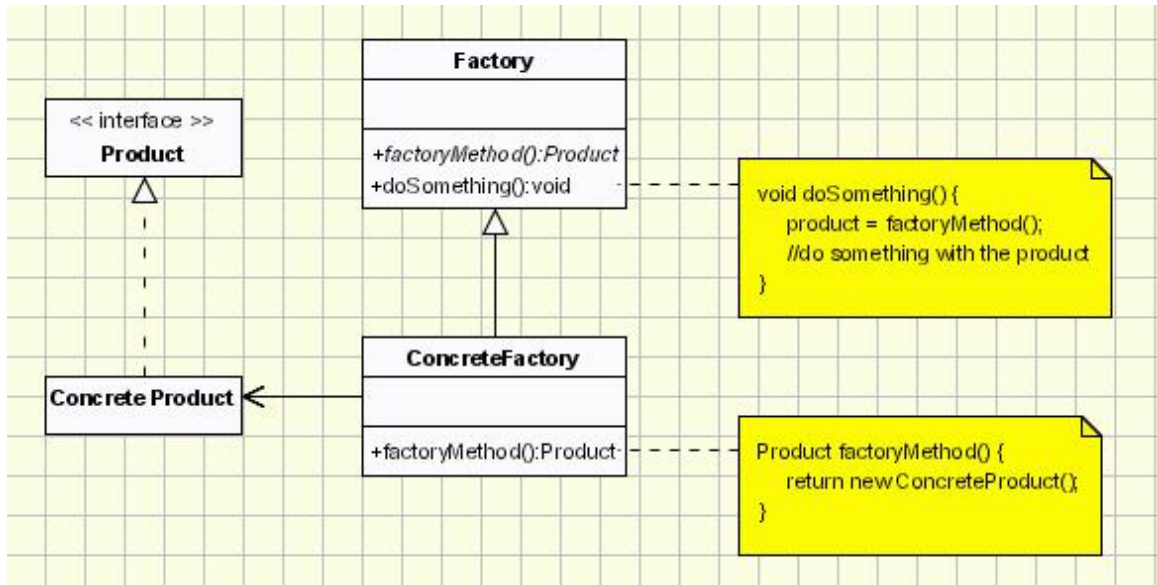 << interface >>
Product
Concrete Product
Factory
+factoryMethod():Product
+doSomething():void
ConcreteFactory
+factoryMethod():Product
void doSomething() {
product = factoryMethod();
//do something with the product
}
Product factoryMethod() {
return new ConcreteProduct();
}